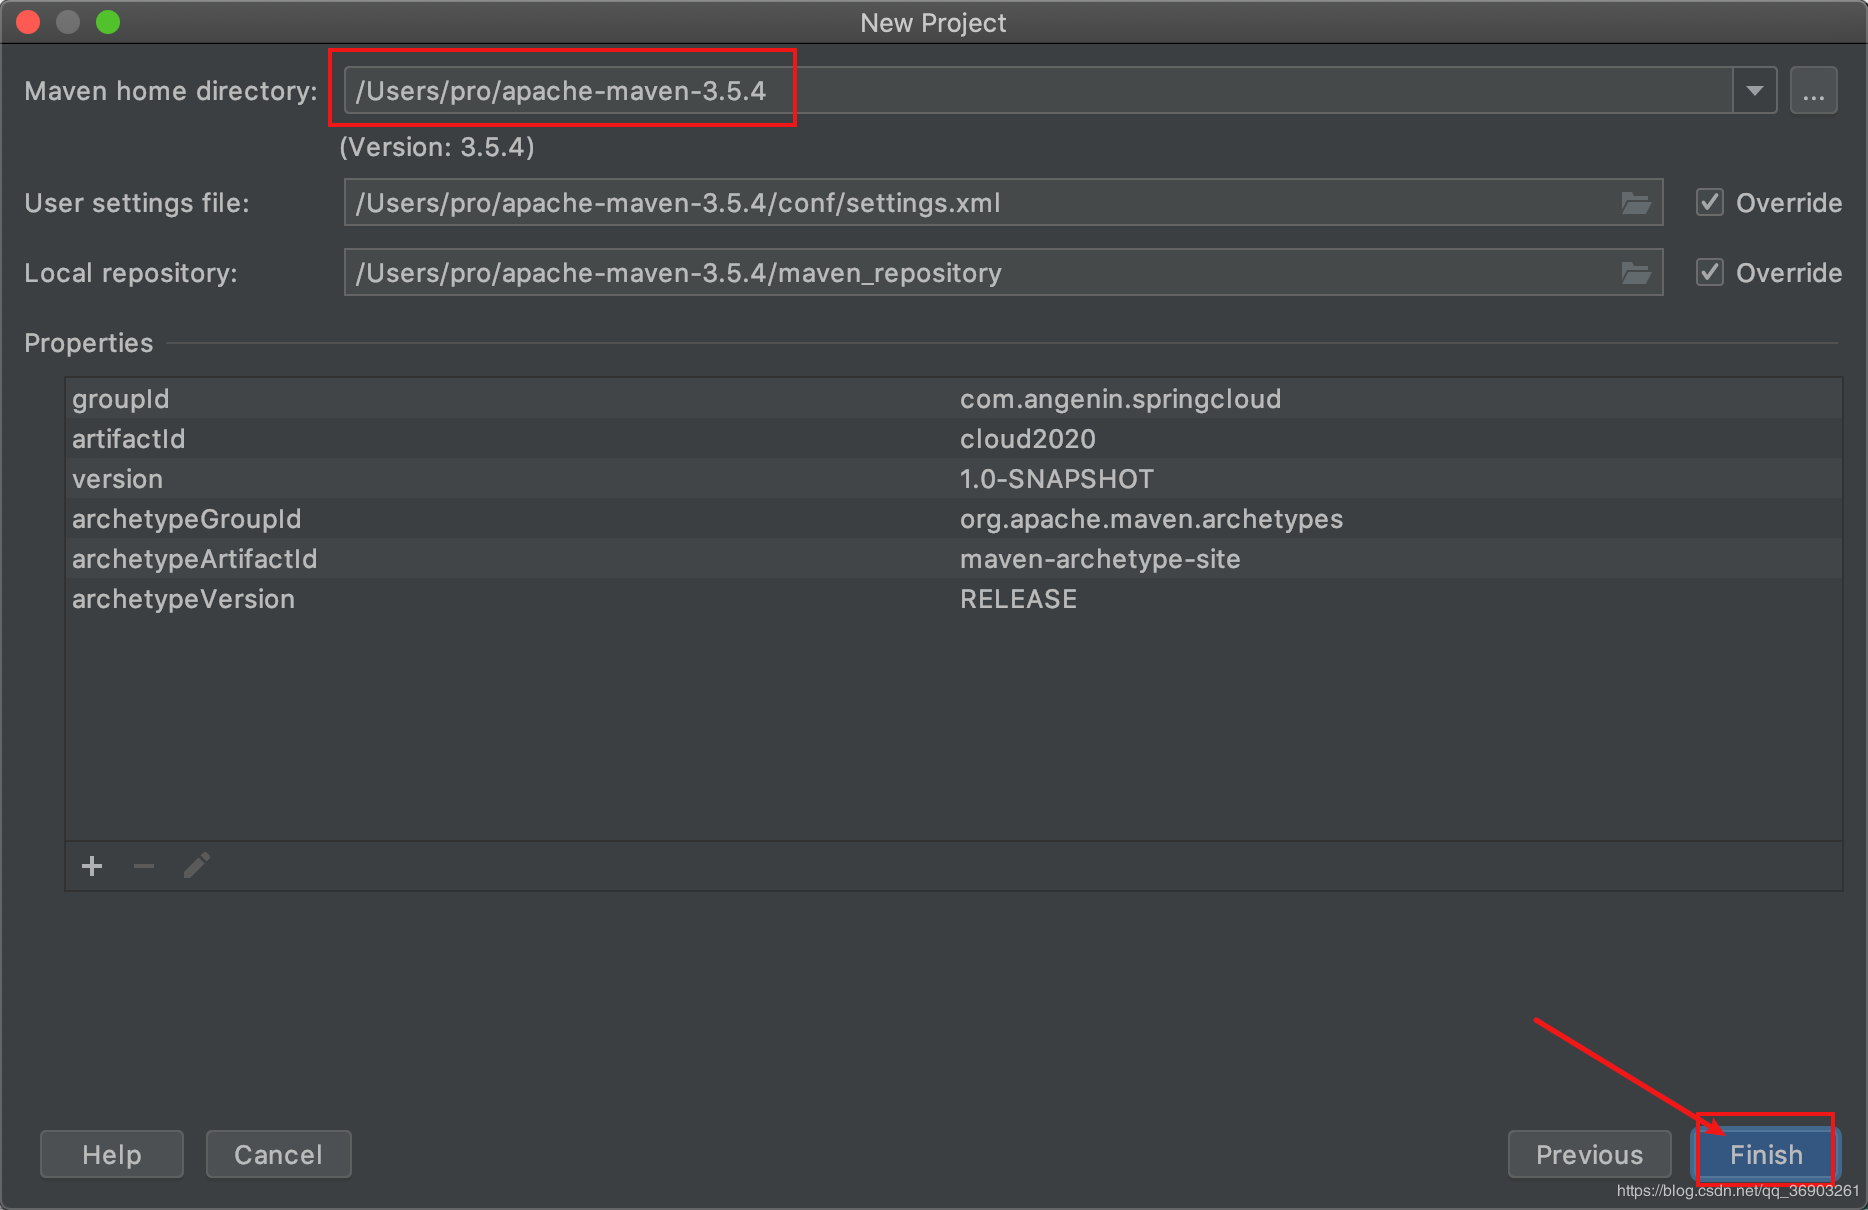 New Project
Maven home directory: /Users/pro/apache-maven-3.5.4 ...
(Version: 3.5.4)
User settings file: /Users/pro/apache-maven-3.5.4/conf/settings.xml Override
Local repository: /Users/pro/apache-maven-3.5.4/maven_repository Override
Properties
groupId com.angenin.springcloud
artifactId cloud2020
version 1.0-SNAPSHOT
archetypeGroupId org.apache.maven.archetypes
archetypeArtifactId maven-archetype-site
archetypeVersion RELEASE
Help Cancel Previous Finish
https://blog.csdn.net/qq_36903261